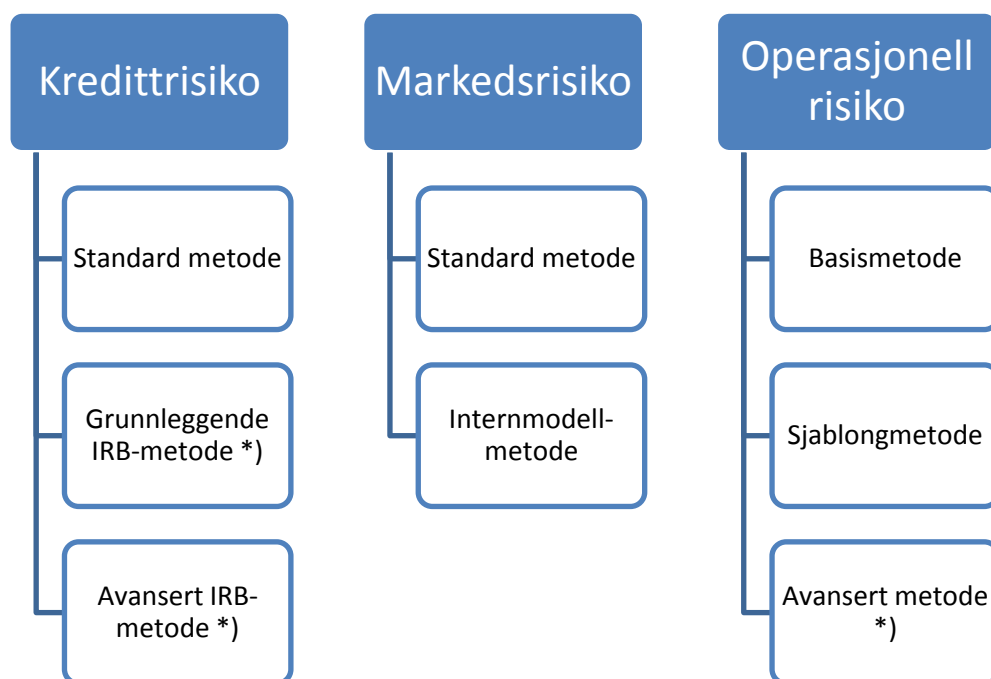 Kredittrisiko
Standard metode
Grunnleggende
IRB-metode *)
Avansert IRB-
metode *)
Markedsrisiko
Standard metode
Internmodell-
metode
Operasjonell
risiko
Basismetode
Sjablongmetode
Avansert metode
*)